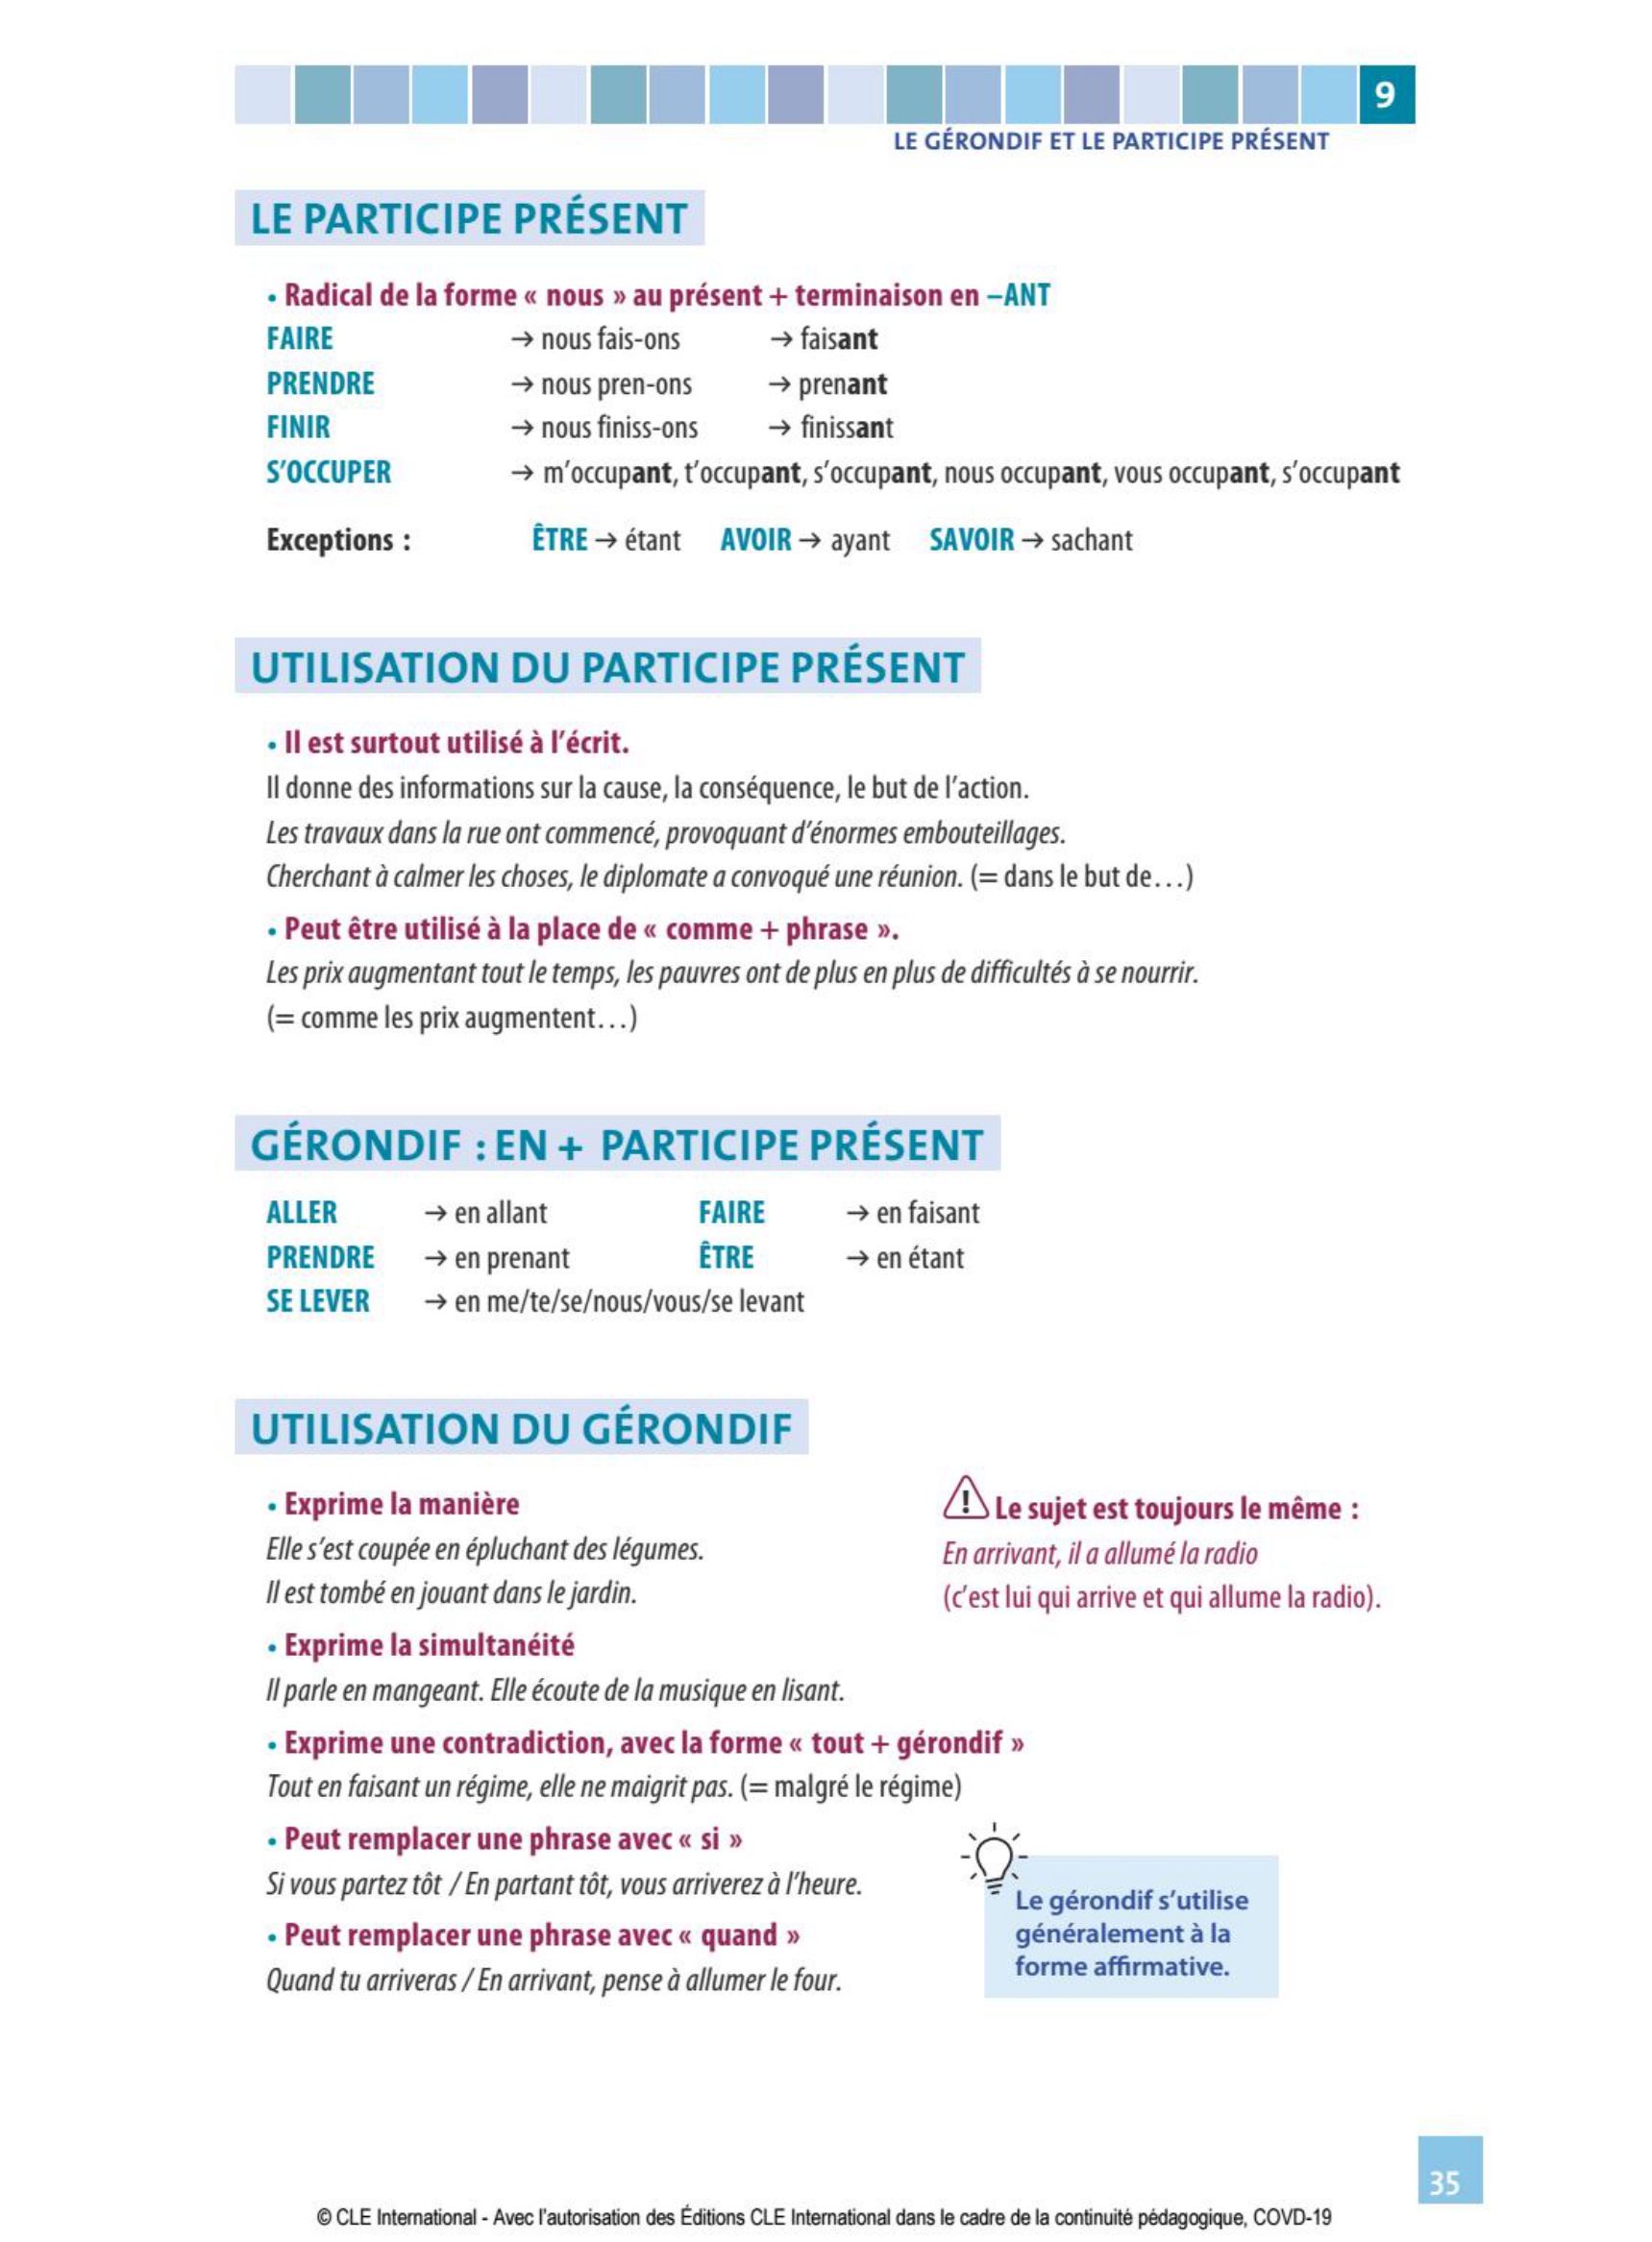 9
LE GÉRONDIF ET LE PARTICIPE PRÉSENT
LE PARTICIPE PRÉSENT
• Radical de la forme « nous » au présent + terminaison en –ANT
FAIRE → nous fais-ons → faisant
PRENDRE → nous pren-ons → prenant
FINIR → nous finiss-ons → finissant
S'OCCUPER → m'occupant, t'occupant, s'occupant, nous occupant, vous occupant, s'occupant
Exceptions : ÊTRE → étant AVOIR → ayant SAVOIR → sachant
UTILISATION DU PARTICIPE PRÉSENT
• Il est surtout utilisé à l'écrit.
Il donne des informations sur la cause, la conséquence, le but de l'action.
Les travaux dans la rue ont commencé, provoquant d'énormes embouteillages.
Cherchant à calmer les choses, le diplomate a convoqué une réunion. (= dans le but de...)
• Peut être utilisé à la place de « comme + phrase ».
Les prix augmentant tout le temps, les pauvres ont de plus en plus de difficultés à se nourrir.
(= comme les prix augmentent...)
GÉRONDIF : EN + PARTICIPE PRÉSENT
ALLER → en allant FAIRE → en faisant
PRENDRE → en prenant ÊTRE → en étant
SE LEVER → en me/te/se/nous/vous/se levant
UTILISATION DU GÉRONDIF
• Exprime la manière
Elle s'est coupée en épluchant des légumes.
Il est tombé en jouant dans le jardin.
! Le sujet est toujours le même :
En arrivant, il a allumé la radio
(c'est lui qui arrive et qui allume la radio).
• Exprime la simultanéité
Il parle en mangeant. Elle écoute de la musique en lisant.
• Exprime une contradiction, avec la forme « tout + gérondif »
Tout en faisant un régime, elle ne maigrit pas. (= malgré le régime)
• Peut remplacer une phrase avec « si »
Si vous partez tôt / En partant tôt, vous arriverez à l'heure.
• Peut remplacer une phrase avec « quand »
Quand tu arriveras / En arrivant, pense à allumer le four.
Le gérondif s'utilise
généralement à la
forme affirmative.
35
© CLE International - Avec l'autorisation des Éditions CLE International dans le cadre de la continuité pédagogique, COVD-19